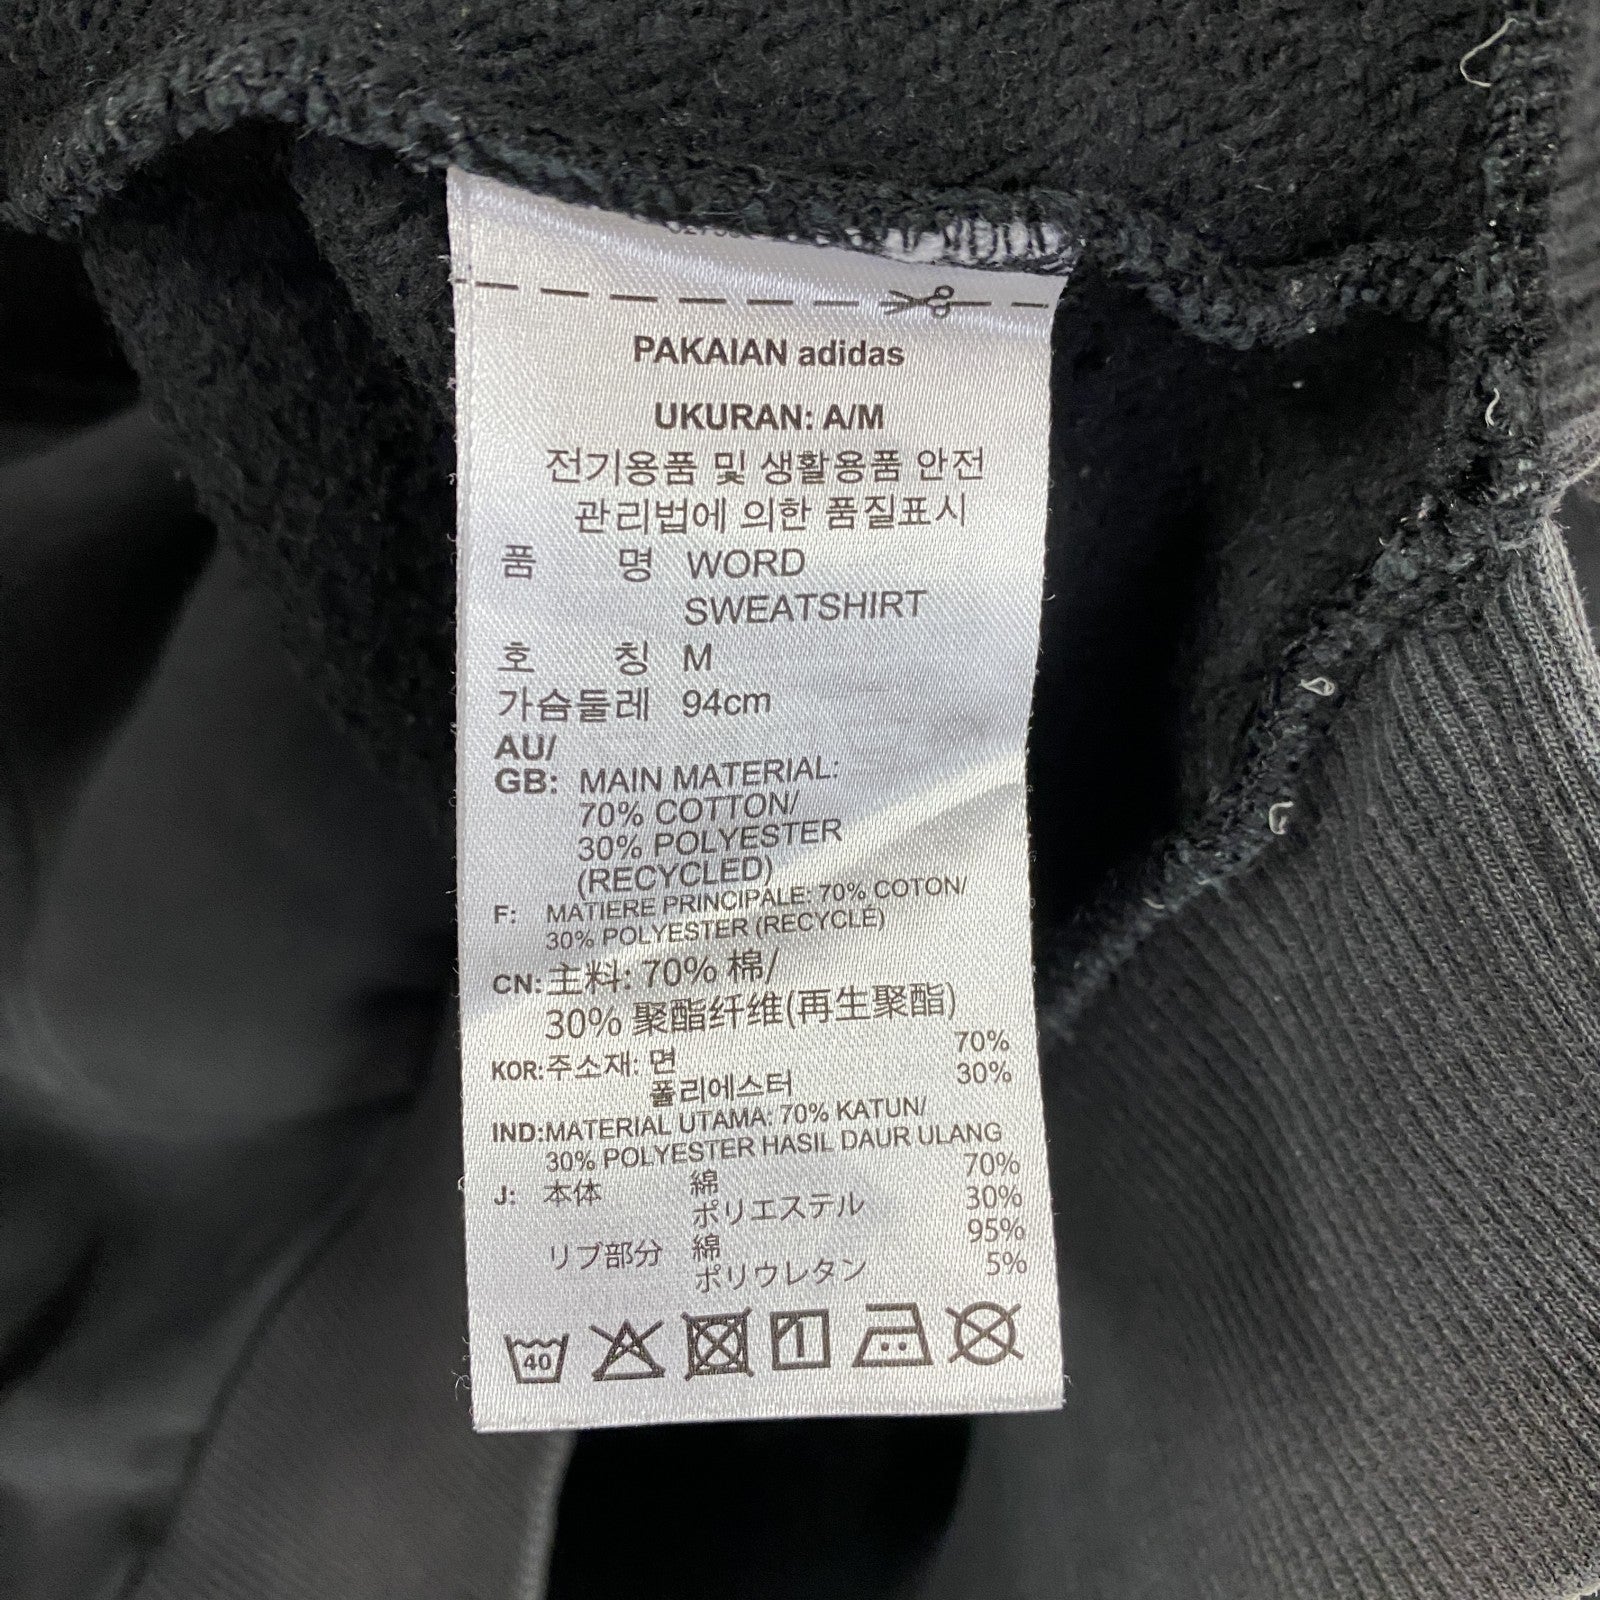 PAKAIAN adidas
UKURAN: A/M
전기용품 및 생활용품 안전
관리법에 의한 품질표시
품 명 WORD
SWEATSHIRT
호 칭 M
가슴둘레 94cm
AU/
GB: MAIN MATERIAL:
70% COTTON/
30% POLYESTER
(RECYCLED)
F: MATIERE PRINCIPALE: 70% COTON/
30% POLYESTER (RECYCLÉ)
CN: 主料: 70% 棉/
30% 聚酯纤维(再生聚酯)
KOR: 주소재: 면 70%
폴리에스터 30%
IND: MATERIAL UTAMA: 70% KATUN/
30% POLYESTER HASIL DAUR ULANG
J: 本体 綿 70%
ポリエステル 30%
リブ部分 綿 95%
ポリウレタン 5%
40